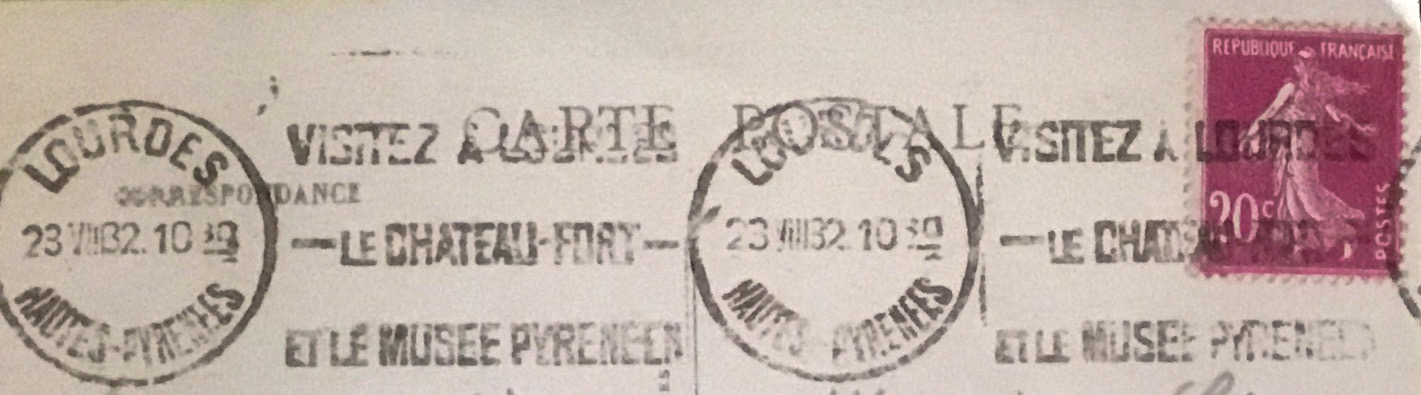 REPUBLIQUE FRANÇAISE
CARTE POSTALE
LOURDES
VISITEZ A LOURDES
LOURDES
VISITEZ A LOURDES
CORRESPONDANCE
20c
POSTES
23 VIII 32. 10 30
—LE CHATEAU-FORT—
23 VIII 32. 10 30
—LE CHATEAU-FORT
HAUTES-PYRENEES
ET LE MUSEE PYRENEEN
HAUTES-PYRENEES
ET LE MUSEE PYRENEEN